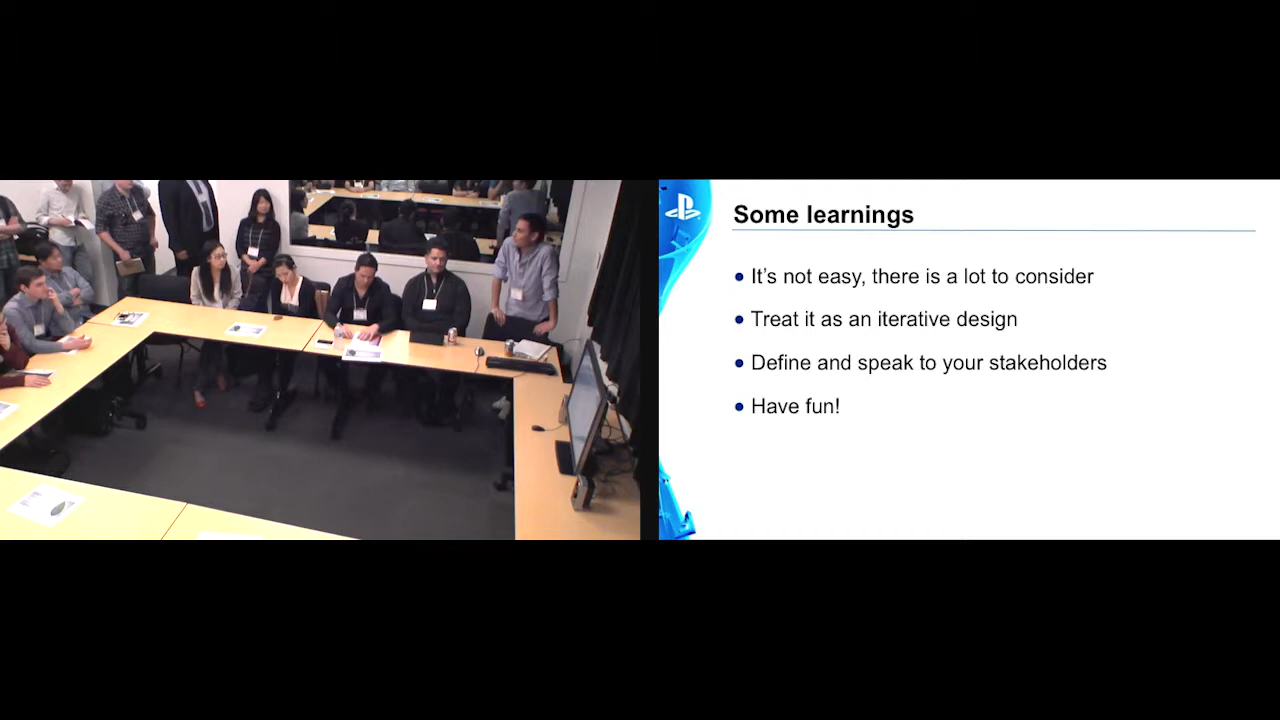 Some learnings
• It's not easy, there is a lot to consider
• Treat it as an iterative design
• Define and speak to your stakeholders
• Have fun!